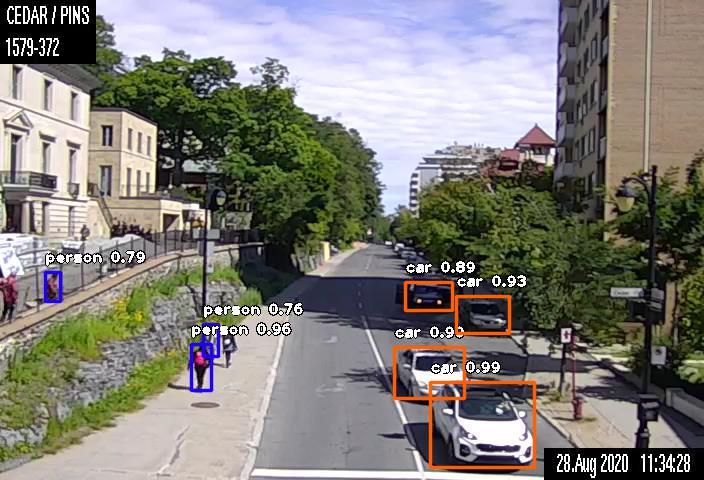 CEDAR / PINS
1579-372
person 0.79
car 0.89
car 0.93
person 0.76
person 0.96
car 0.99
28.Aug 2020 11:34:28